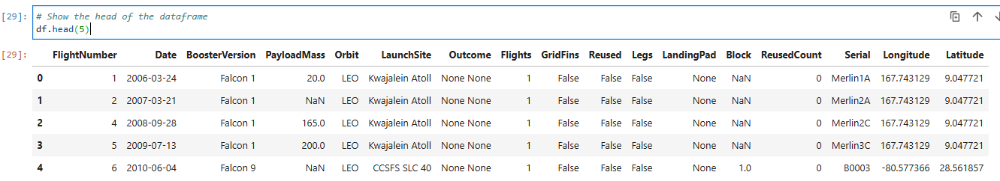 [29]: # Show the head of the dataframe
df.head(5)
[29]: FlightNumber Date BoosterVersion PayloadMass Orbit LaunchSite Outcome Flights GridFins Reused Legs LandingPad Block ReusedCount Serial Longitude Latitude
0 1 2006-03-24 Falcon 1 20.0 LEO Kwajalein Atoll None None 1 False False False None NaN 0 Merlin1A 167.743129 9.047721
1 2 2007-03-21 Falcon 1 NaN LEO Kwajalein Atoll None None 1 False False False None NaN 0 Merlin2A 167.743129 9.047721
2 4 2008-09-28 Falcon 1 165.0 LEO Kwajalein Atoll None None 1 False False False None NaN 0 Merlin2C 167.743129 9.047721
3 5 2009-07-13 Falcon 1 200.0 LEO Kwajalein Atoll None None 1 False False False None NaN 0 Merlin3C 167.743129 9.047721
4 6 2010-06-04 Falcon 9 NaN LEO CCSFS SLC 40 None None 1 False False False None 1.0 0 B0003 -80.577366 28.561857